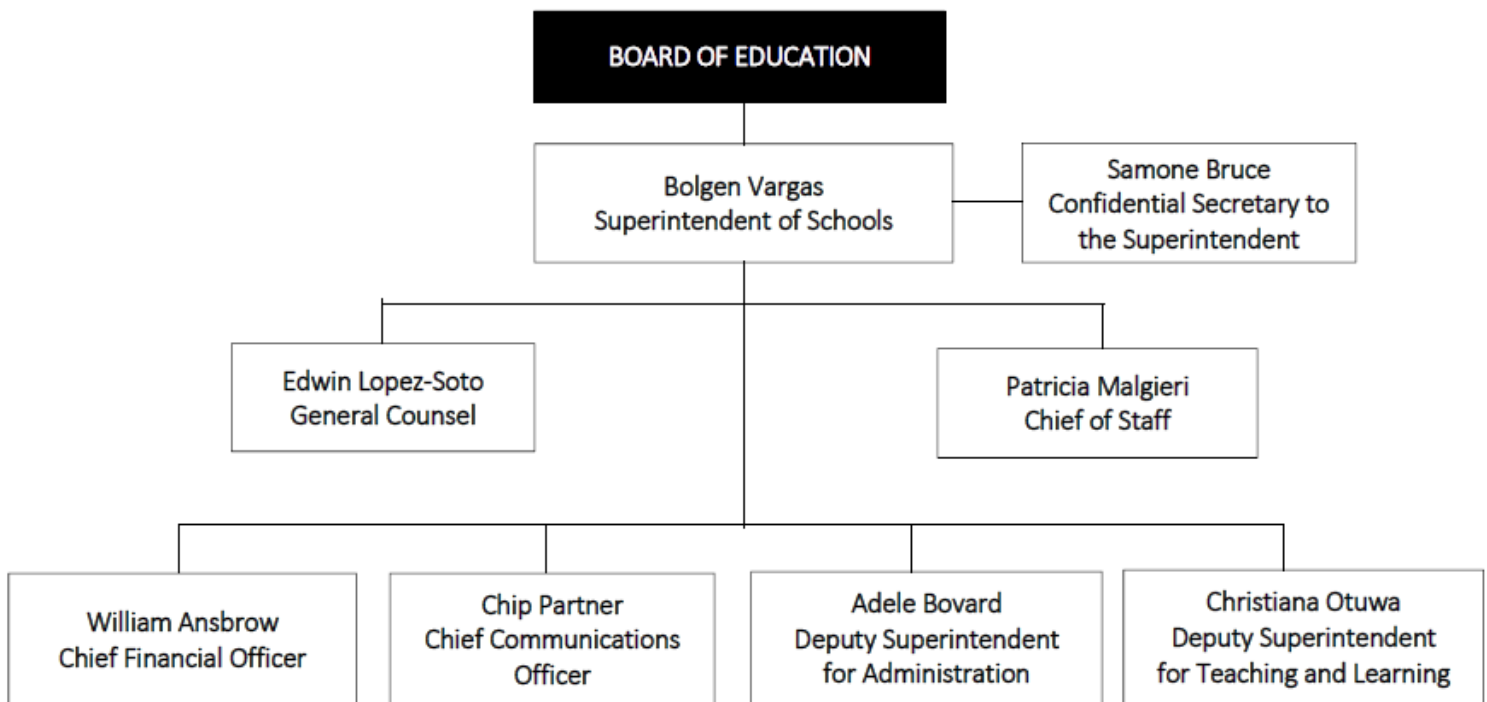 BOARD OF EDUCATION
Bolgen Vargas
Superintendent of Schools
Samone Bruce
Confidential Secretary to
the Superintendent
Edwin Lopez-Soto
General Counsel
Patricia Malgieri
Chief of Staff
William Ansbrow
Chief Financial Officer
Chip Partner
Chief Communications
Officer
Adele Bovard
Deputy Superintendent
for Administration
Christiana Otuwa
Deputy Superintendent
for Teaching and Learning